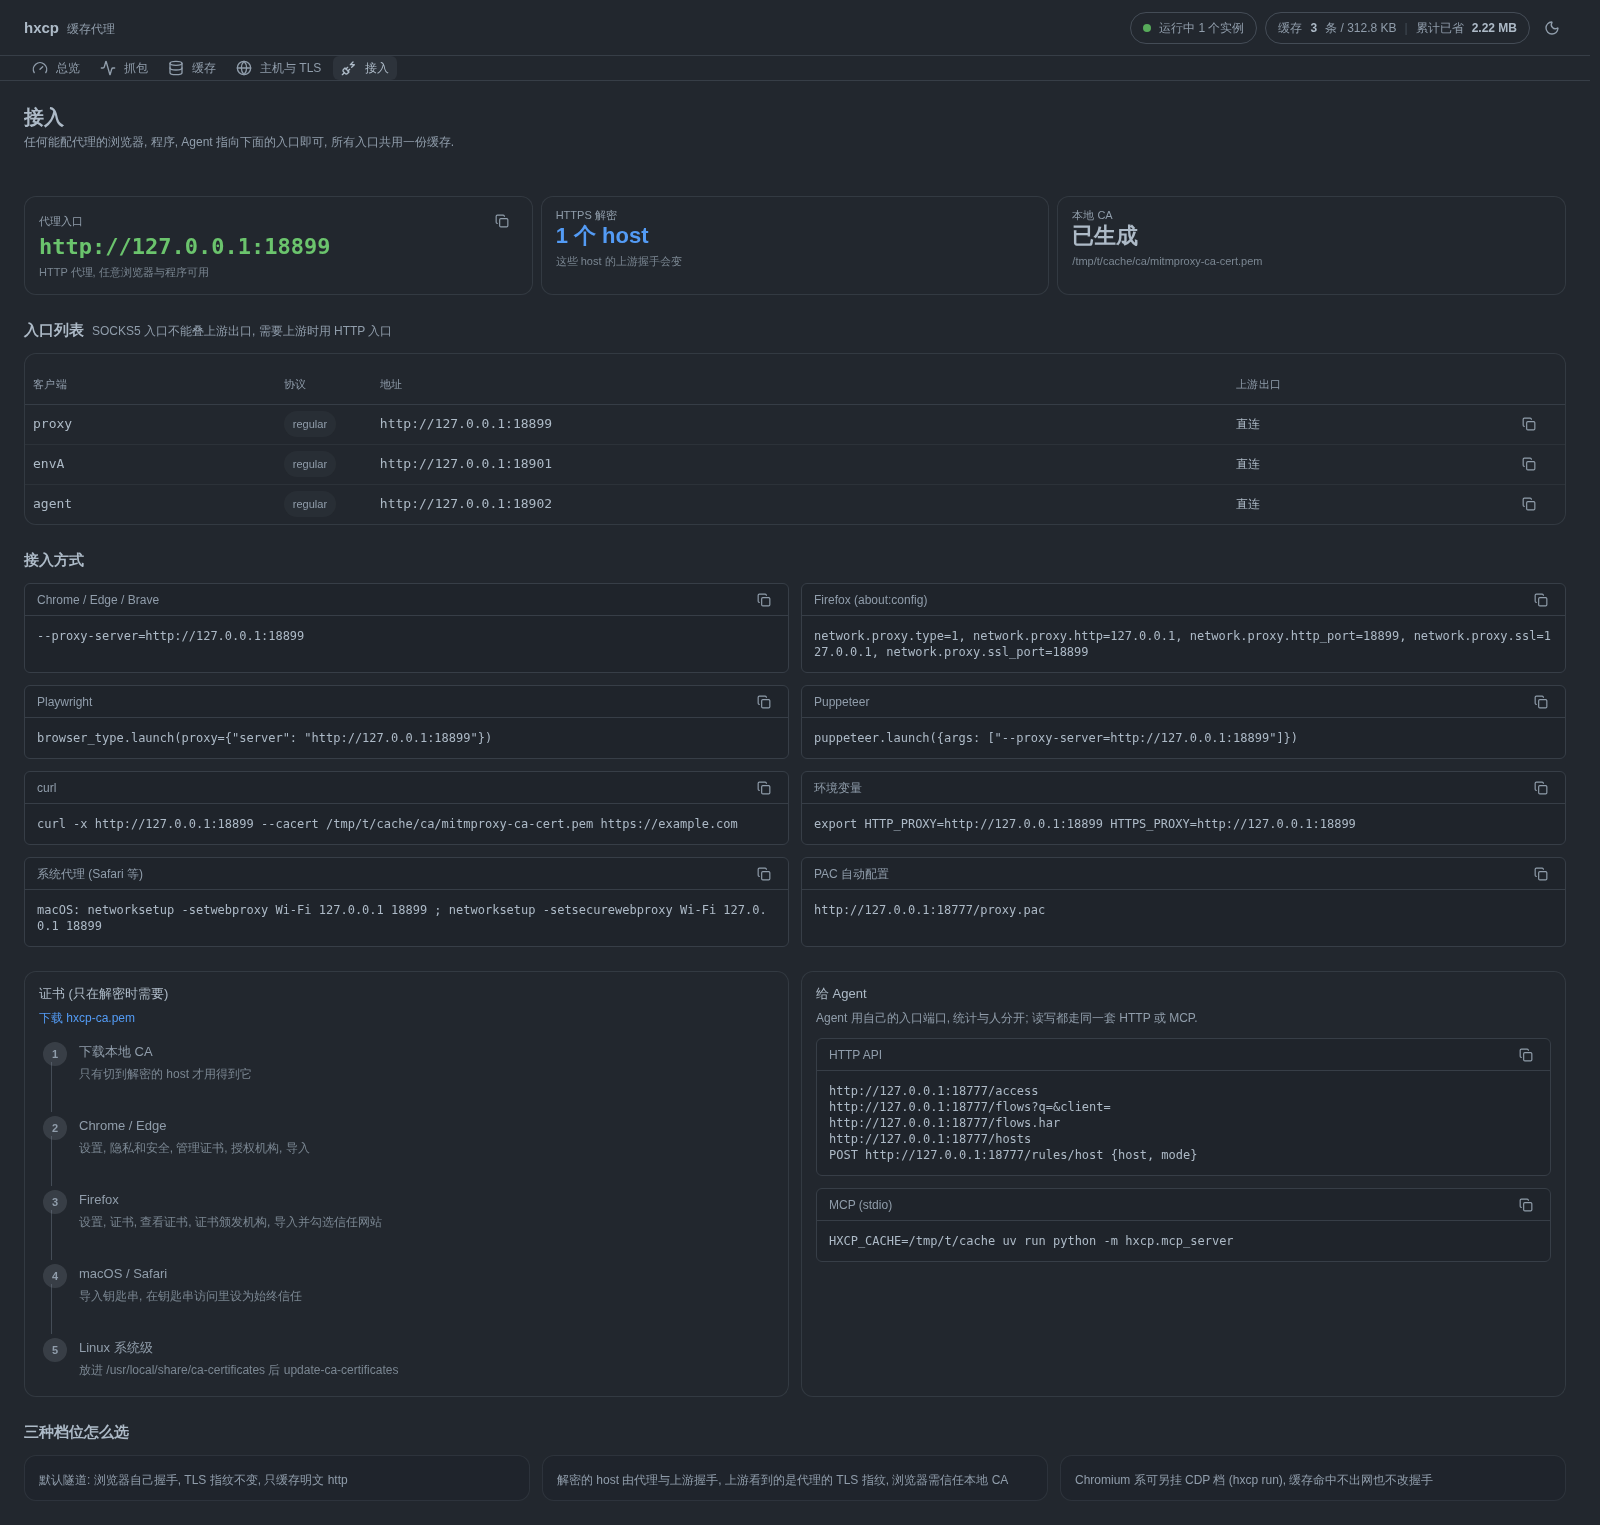 hxcp 缓存代理
运行中 1 个实例
缓存 3 条 / 312.8 KB | 累计已省 2.22 MB
总览 抓包 缓存 主机与 TLS 接入
接入
任何能配代理的浏览器, 程序, Agent 指向下面的入口即可, 所有入口共用一份缓存.
代理入口
http://127.0.0.1:18899
HTTP 代理, 任意浏览器与程序可用
HTTPS 解密
1 个 host
这些 host 的上游握手会变
本地 CA
已生成
/tmp/t/cache/ca/mitmproxy-ca-cert.pem
入口列表 SOCKS5 入口不能叠上游出口, 需要上游时用 HTTP 入口
客户端 协议 地址 上游出口
proxy regular http://127.0.0.1:18899 直连
envA regular http://127.0.0.1:18901 直连
agent regular http://127.0.0.1:18902 直连
接入方式
Chrome / Edge / Brave
--proxy-server=http://127.0.0.1:18899
Firefox (about:config)
network.proxy.type=1, network.proxy.http=127.0.0.1, network.proxy.http_port=18899, network.proxy.ssl=1
27.0.0.1, network.proxy.ssl_port=18899
Playwright
browser_type.launch(proxy={"server": "http://127.0.0.1:18899"})
Puppeteer
puppeteer.launch({args: ["--proxy-server=http://127.0.0.1:18899"]})
curl
curl -x http://127.0.0.1:18899 --cacert /tmp/t/cache/ca/mitmproxy-ca-cert.pem https://example.com
环境变量
export HTTP_PROXY=http://127.0.0.1:18899 HTTPS_PROXY=http://127.0.0.1:18899
系统代理 (Safari 等)
macOS: networksetup -setwebproxy Wi-Fi 127.0.0.1 18899 ; networksetup -setsecurewebproxy Wi-Fi 127.0.
0.1 18899
PAC 自动配置
http://127.0.0.1:18777/proxy.pac
证书 (只在解密时需要)
下载 hxcp-ca.pem
1 下载本地 CA
只有切到解密的 host 才用得到它
2 Chrome / Edge
设置, 隐私和安全, 管理证书, 授权机构, 导入
3 Firefox
设置, 证书, 查看证书, 证书颁发机构, 导入并勾选信任网站
4 macOS / Safari
导入钥匙串, 在钥匙串访问里设为始终信任
5 Linux 系统级
放进 /usr/local/share/ca-certificates 后 update-ca-certificates
给 Agent
Agent 用自己的入口端口, 统计与人分开; 读写都走同一套 HTTP 或 MCP.
HTTP API
http://127.0.0.1:18777/access
http://127.0.0.1:18777/flows?q=&client=
http://127.0.0.1:18777/flows.har
http://127.0.0.1:18777/hosts
POST http://127.0.0.1:18777/rules/host {host, mode}
MCP (stdio)
HXCP_CACHE=/tmp/t/cache uv run python -m hxcp.mcp_server
三种档位怎么选
默认隧道: 浏览器自己握手, TLS 指纹不变, 只缓存明文 http
解密的 host 由代理与上游握手, 上游看到的是代理的 TLS 指纹, 浏览器需信任本地 CA
Chromium 系可另挂 CDP 档 (hxcp run), 缓存命中不出网也不改握手